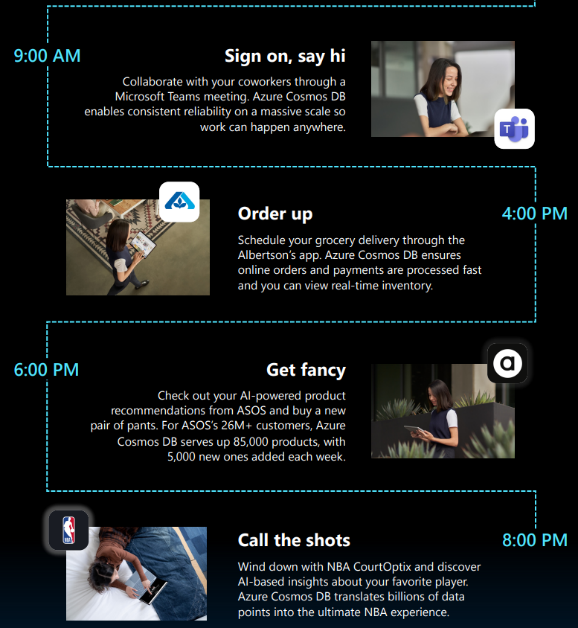 9:00 AM
Sign on, say hi
Collaborate with your coworkers through a
Microsoft Teams meeting. Azure Cosmos DB
enables consistent reliability on a massive scale so
work can happen anywhere.
T
Order up
4:00 PM
Schedule your grocery delivery through the
Albertson's app. Azure Cosmos DB ensures
online orders and payments are processed fast
and you can view real-time inventory.
6:00 PM
Get fancy
a
Check out your AI-powered product
recommendations from ASOS and buy a new
pair of pants. For ASOS's 26M+ customers, Azure
Cosmos DB serves up 85,000 products, with
5,000 new ones added each week.
Call the shots
8:00 PM
Wind down with NBA CourtOptix and discover
AI-based insights about your favorite player.
Azure Cosmos DB translates billions of data
points into the ultimate NBA experience.